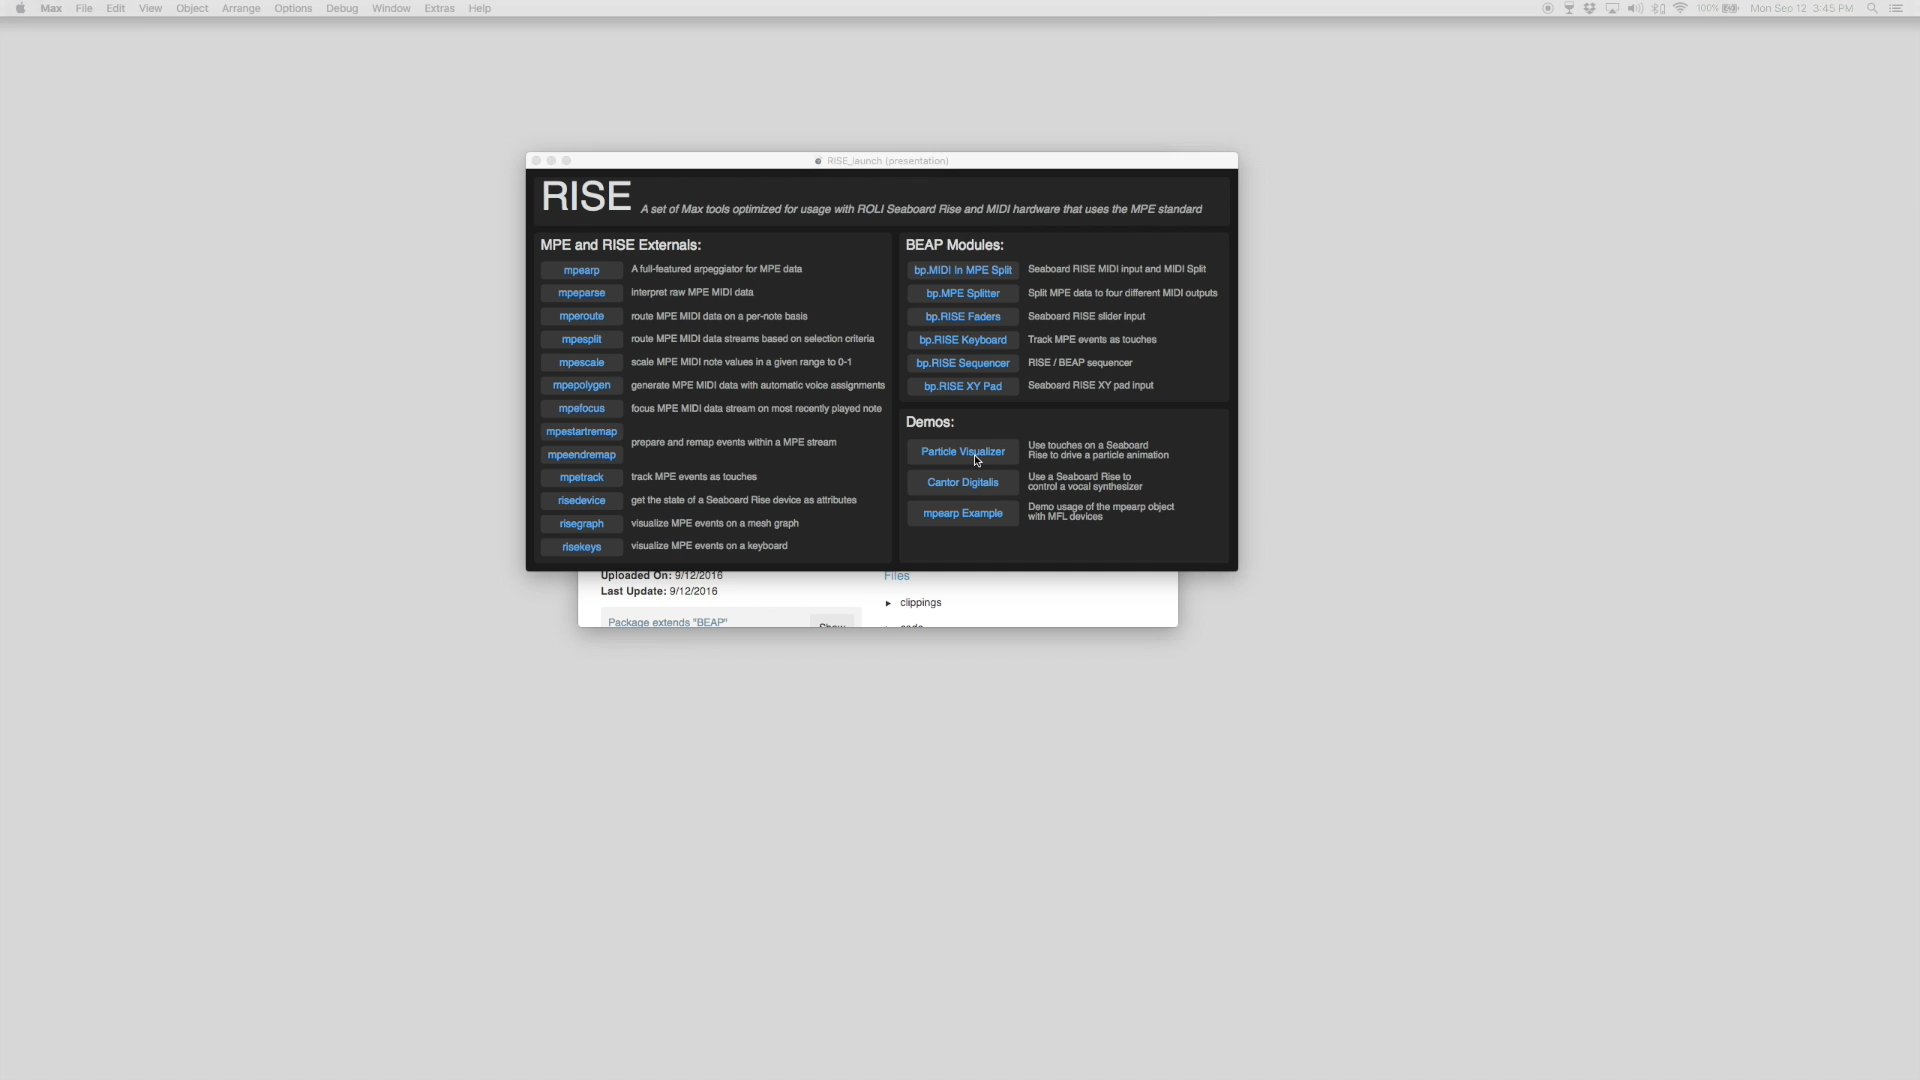 Max File Edit View Object Arrange Options Debug Window Extras Help
100% Mon Sep 12 3:45 PM
RISE_launch (presentation)
RISE A set of Max tools optimized for usage with ROLI Seaboard Rise and MIDI hardware that uses the MPE standard
MPE and RISE Externals:
mpearp A full-featured arpeggiator for MPE data
mpeparse interpret raw MPE MIDI data
mperoute route MPE MIDI data on a per-note basis
mpesplit route MPE MIDI data streams based on selection criteria
mpescale scale MPE MIDI note values in a given range to 0-1
mpepolygen generate MPE MIDI data with automatic voice assignments
mpefocus focus MPE MIDI data stream on most recently played note
mpestartremap
prepare and remap events within a MPE stream
mpeendremap
mpetrack track MPE events as touches
risedevice get the state of a Seaboard Rise device as attributes
risegraph visualize MPE events on a mesh graph
risekeys visualize MPE events on a keyboard
BEAP Modules:
bp.MIDI In MPE Split Seaboard RISE MIDI input and MIDI Split
bp.MPE Splitter Split MPE data to four different MIDI outputs
bp.RISE Faders Seaboard RISE slider input
bp.RISE Keyboard Track MPE events as touches
bp.RISE Sequencer RISE / BEAP sequencer
bp.RISE XY Pad Seaboard RISE XY pad input
Demos:
Particle Visualizer Use touches on a Seaboard
Rise to drive a particle animation
Cantor Digitalis Use a Seaboard Rise to
control a vocal synthesizer
mpearp Example Demo usage of the mpearp object
with MFL devices
Uploaded On: 9/12/2016
Last Update: 9/12/2016
Package extends "BEAP" Show
Files
clippings